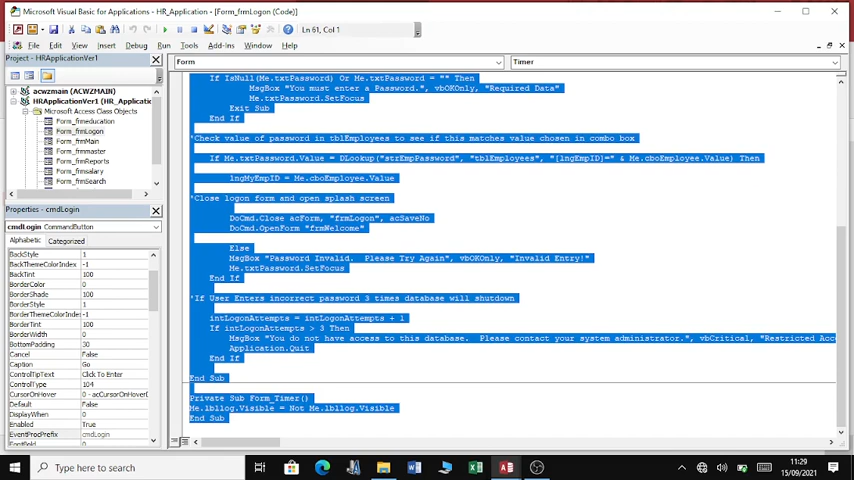 Microsoft Visual Basic for Applications - HR_Application - [Form_frmLogon (Code)]
File Edit View Insert Debug Run Tools Add-Ins Window Help
Ln 61, Col 1
Project - HRApplicationVer1
acwzmain (ACWZMAIN)
HRApplicationVer1 (HR_Applic
Microsoft Access Class Objects
Form_frmeducation
Form_frmLogon
Form_frmMain
Form_frmmaster
Form_frmReports
Form_frmsalary
Form_frmSearch
Properties - cmdLogin
cmdLogin CommandButton
Alphabetic Categorized
BackStyle 1
BackThemeColorIndex -1
BackTint 100
BorderColor 0
BorderShade 100
BorderStyle 1
BorderThemeColorIndex -1
BorderTint 100
BorderWidth 0
BottomPadding 30
Cancel False
Caption Go
ControlTipText Click To Enter
ControlType 104
CursorOnHover 0 - acCursorOnHoverD
Default False
DisplayWhen 0
Enabled True
EventProcPrefix cmdLogin
Form
Timer
If IsNull(Me.txtPassword) Or Me.txtPassword = "" Then
MsgBox "You must enter a Password.", vbOKOnly, "Required Data"
Me.txtPassword.SetFocus
Exit Sub
End If
'Check value of password in tblEmployees to see if this matches value chosen in combo box
If Me.txtPassword.Value = DLookup("strEmpPassword", "tblEmployees", "[lngEmpID]=" & Me.cboEmployee.Value) Then
lngMyEmpID = Me.cboEmployee.Value
'Close logon form and open splash screen
DoCmd.Close acForm, "frmLogon", acSaveNo
DoCmd.OpenForm "frmWelcome"
Else
MsgBox "Password Invalid.  Please Try Again", vbOKOnly, "Invalid Entry!"
Me.txtPassword.SetFocus
End If
'If User Enters incorrect password 3 times database will shutdown
intLogonAttempts = intLogonAttempts + 1
If intLogonAttempts > 3 Then
MsgBox "You do not have access to this database.  Please contact your system administrator.", vbCritical, "Restricted Acc
Application.Quit
End If
End Sub
Private Sub Form_Timer()
Me.lbllog.Visible = Not Me.lbllog.Visible
End Sub
Type here to search
11:29
15/09/2021